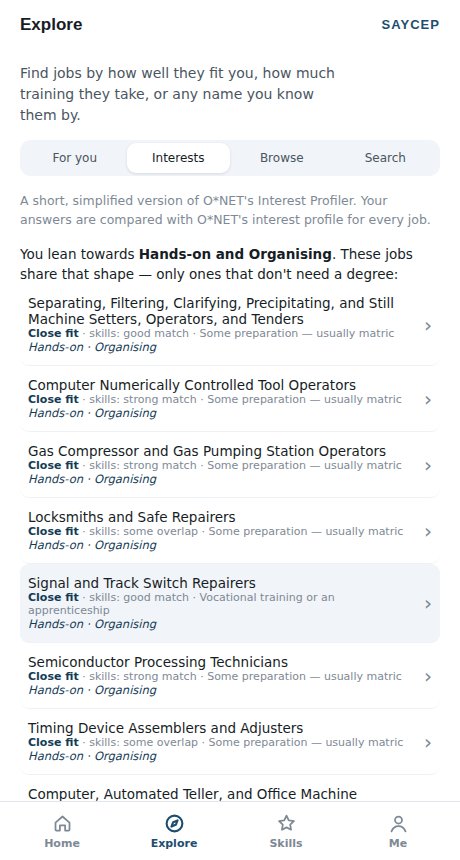 Explore
SAYCEP
Find jobs by how well they fit you, how much
training they take, or any name you know
them by.
For you
Interests
Browse
Search
A short, simplified version of O*NET's Interest Profiler. Your
answers are compared with O*NET's interest profile for every job.
You lean towards Hands-on and Organising. These jobs
share that shape — only ones that don't need a degree:
Separating, Filtering, Clarifying, Precipitating, and Still
Machine Setters, Operators, and Tenders
Close fit · skills: good match · Some preparation — usually matric
Hands-on · Organising
Computer Numerically Controlled Tool Operators
Close fit · skills: strong match · Some preparation — usually matric
Hands-on · Organising
Gas Compressor and Gas Pumping Station Operators
Close fit · skills: strong match · Some preparation — usually matric
Hands-on · Organising
Locksmiths and Safe Repairers
Close fit · skills: some overlap · Some preparation — usually matric
Hands-on · Organising
Signal and Track Switch Repairers
Close fit · skills: good match · Vocational training or an
apprenticeship
Hands-on · Organising
Semiconductor Processing Technicians
Close fit · skills: strong match · Some preparation — usually matric
Hands-on · Organising
Timing Device Assemblers and Adjusters
Close fit · skills: some overlap · Some preparation — usually matric
Hands-on · Organising
Computer, Automated Teller, and Office Machine
Home
Explore
Skills
Me